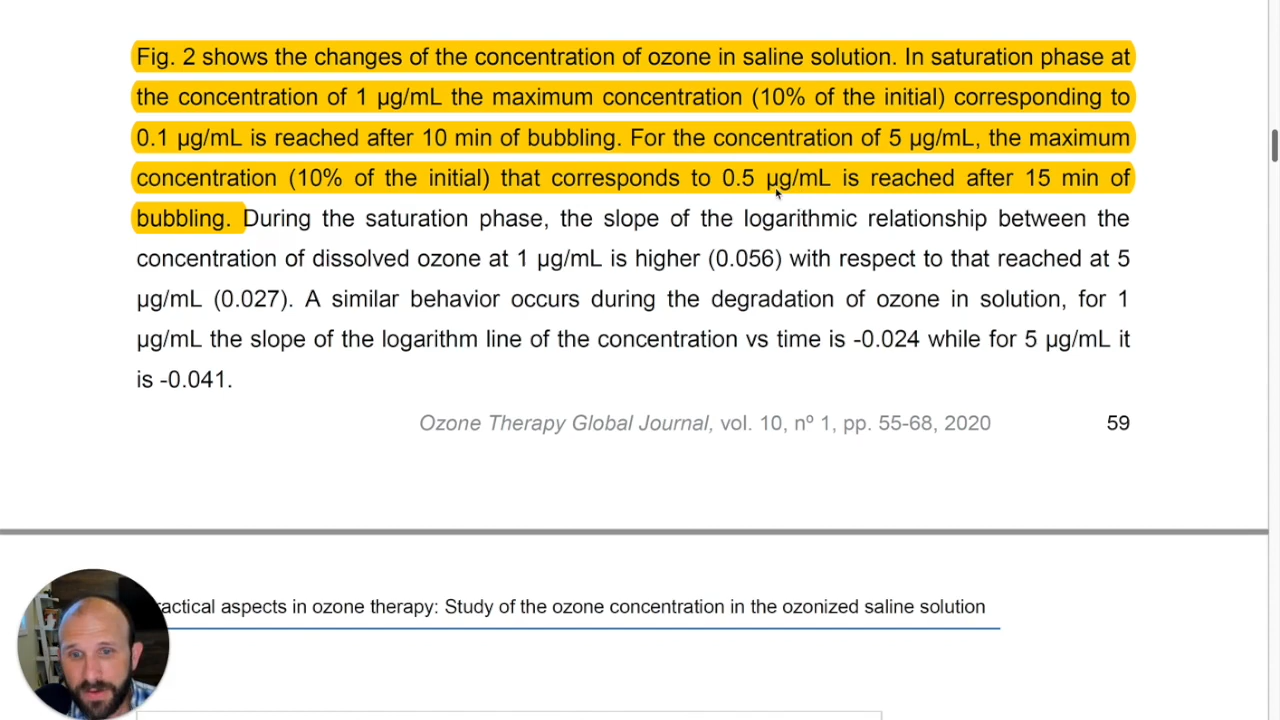 Fig. 2 shows the changes of the concentration of ozone in saline solution. In saturation phase at
the concentration of 1 µg/mL the maximum concentration (10% of the initial) corresponding to
0.1 µg/mL is reached after 10 min of bubbling. For the concentration of 5 µg/mL, the maximum
concentration (10% of the initial) that corresponds to 0.5 µg/mL is reached after 15 min of
bubbling. During the saturation phase, the slope of the logarithmic relationship between the
concentration of dissolved ozone at 1 µg/mL is higher (0.056) with respect to that reached at 5
µg/mL (0.027). A similar behavior occurs during the degradation of ozone in solution, for 1
µg/mL the slope of the logarithm line of the concentration vs time is -0.024 while for 5 µg/mL it
is -0.041.
Ozone Therapy Global Journal, vol. 10, nº 1, pp. 55-68, 2020 59
ractical aspects in ozone therapy: Study of the ozone concentration in the ozonized saline solution